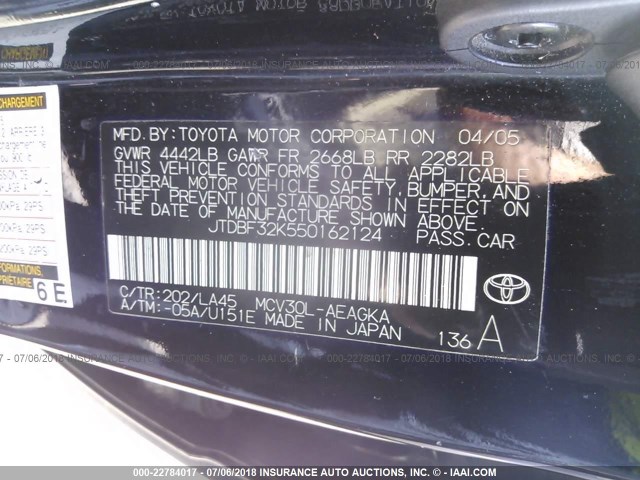 MFD.BY:TOYOTA MOTOR CORPORATION 04/05
GVWR 4442LB GAWR FR 2668LB RR 2282LB
THIS VEHICLE CONFORMS TO ALL APPLICABLE
FEDERAL MOTOR VEHICLE SAFETY, BUMPER, AND
THEFT PREVENTION STANDARDS IN EFFECT ON
THE DATE OF MANUFACTURE SHOWN ABOVE.
JTDBF32K550162124 PASS.CAR
C/TR:202/LA45 MCV30L-AEAGKA
A/TM:-05A/U151E MADE IN JAPAN
136 A
TOYOTA
CHARGEMENT
6E
000-22784017 - 07/06/2018 INSURANCE AUTO AUCTIONS, INC. - © IAAI.COM